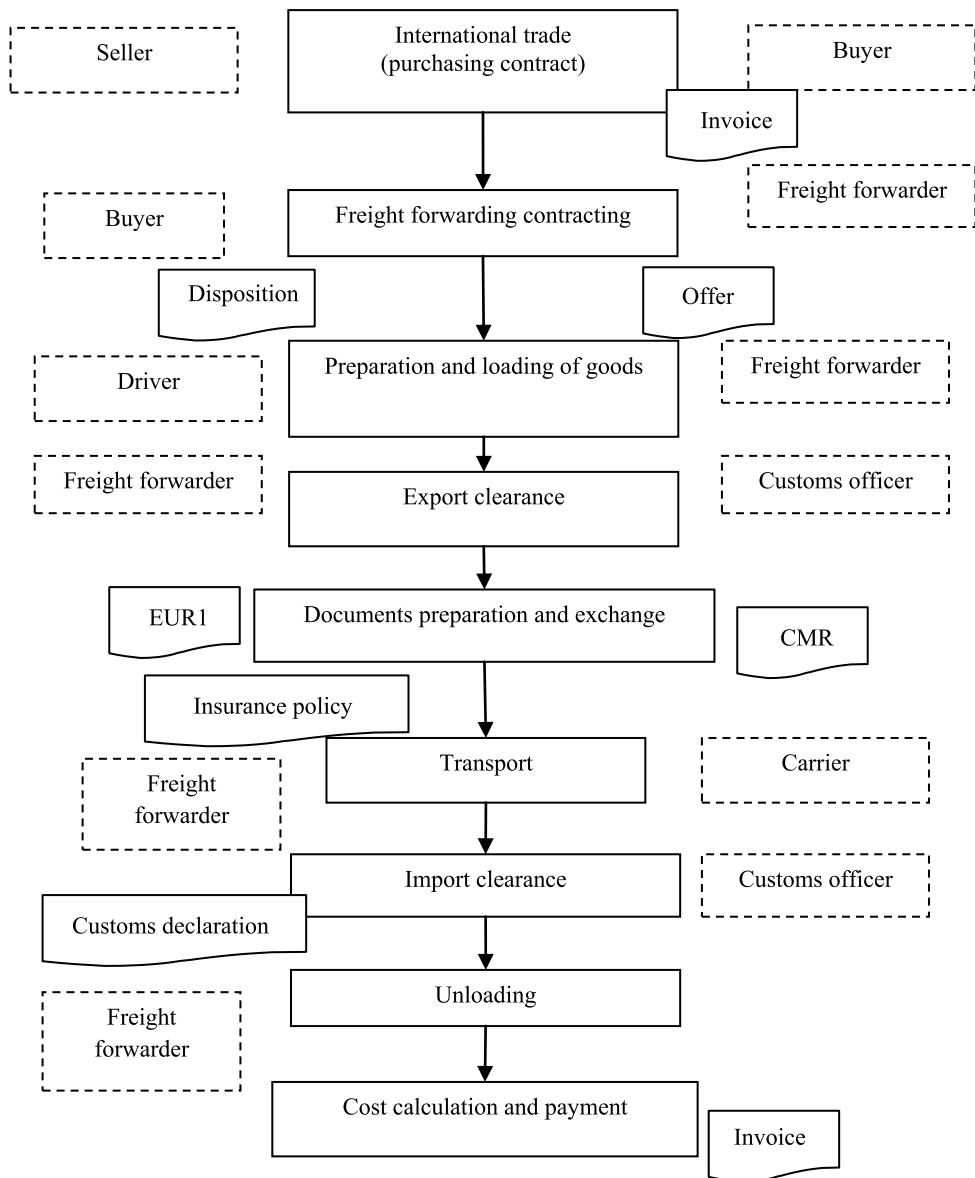 Seller
International trade
(purchasing contract)
Buyer
Invoice
Freight forwarder
Buyer
Freight forwarding contracting
Disposition
Offer
Driver
Preparation and loading of goods
Freight forwarder
Freight forwarder
Export clearance
Customs officer
EUR1
Documents preparation and exchange
CMR
Insurance policy
Transport
Carrier
Freight
forwarder
Import clearance
Customs officer
Customs declaration
Unloading
Freight
forwarder
Cost calculation and payment
Invoice